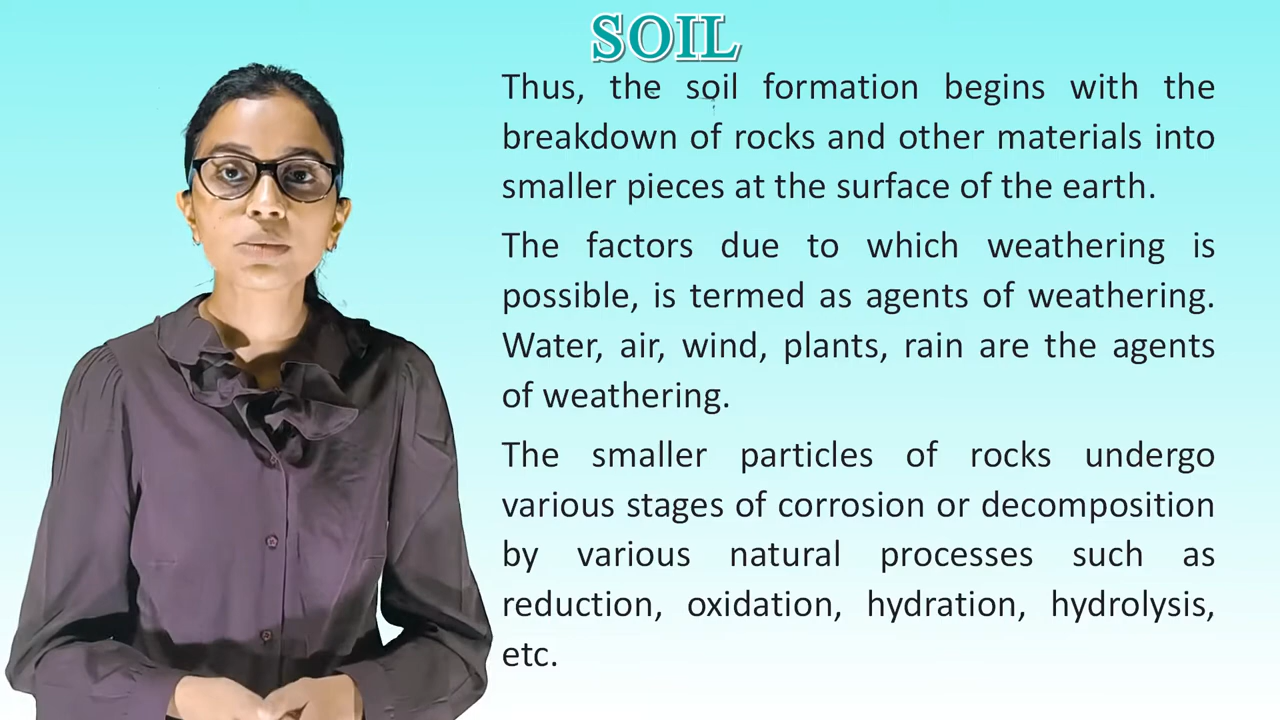 SOIL
Thus, the soil formation begins with the
breakdown of rocks and other materials into
smaller pieces at the surface of the earth.
The factors due to which weathering is
possible, is termed as agents of weathering.
Water, air, wind, plants, rain are the agents
of weathering.
The smaller particles of rocks undergo
various stages of corrosion or decomposition
by various natural processes such as
reduction, oxidation, hydration, hydrolysis,
etc.